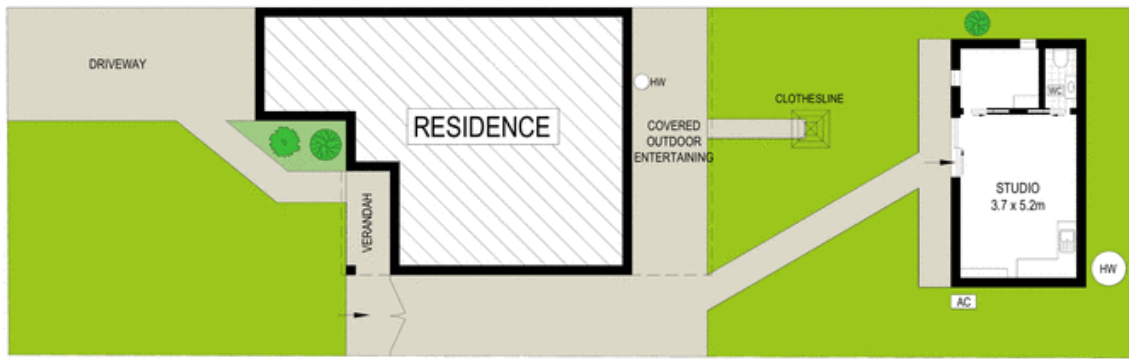 DRIVEWAY
RESIDENCE
VERANDAH
HW
COVERED
OUTDOOR
ENTERTAINING
CLOTHESLINE
WC
STUDIO
3.7 x 5.2m
HW
AC